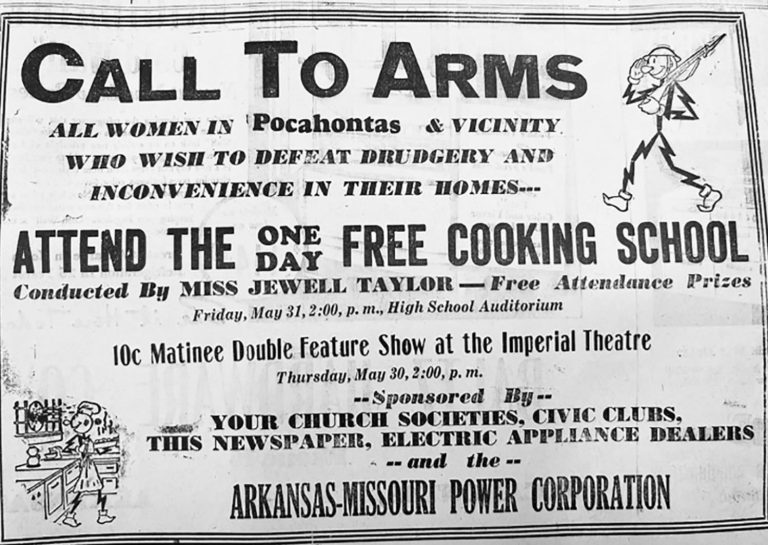 CALL TO ARMS
ALL WOMEN IN Pocahontas & VICINITY
WHO WISH TO DEFEAT DRUDGERY AND
INCONVENIENCE IN THEIR HOMES---
ATTEND THE ONE DAY FREE COOKING SCHOOL
Conducted By MISS JEWELL TAYLOR — Free Attendance Prizes
Friday, May 31, 2:00, p. m., High School Auditorium
10c Matinee Double Feature Show at the Imperial Theatre
Thursday, May 30, 2:00, p. m.
--Sponsored By--
YOUR CHURCH SOCIETIES, CIVIC CLUBS,
THIS NEWSPAPER, ELECTRIC APPLIANCE DEALERS
--and the--
ARKANSAS-MISSOURI POWER CORPORATION